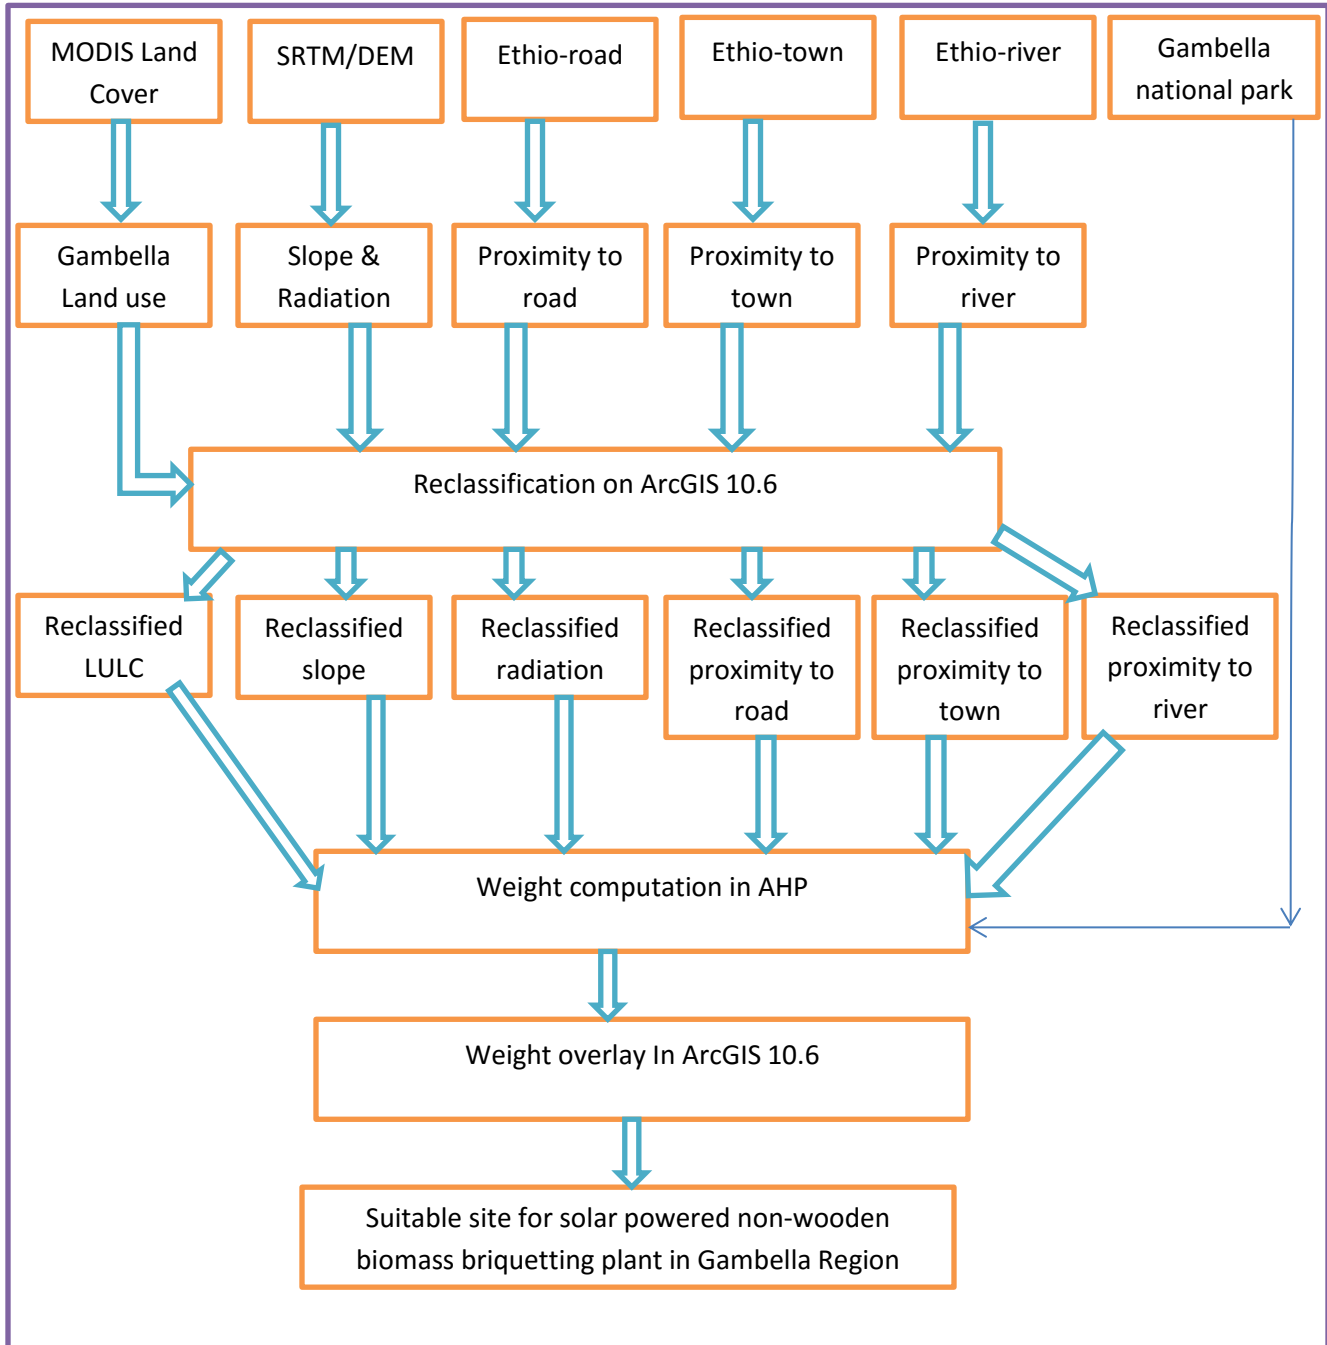 MODIS Land
Cover
SRTM/DEM
Ethio-road
Ethio-town
Ethio-river
Gambella
national park
Gambella
Land use
Slope &
Radiation
Proximity to
road
Proximity to
town
Proximity to
river
Reclassification on ArcGIS 10.6
Reclassified
LULC
Reclassified
slope
Reclassified
radiation
Reclassified
proximity to
road
Reclassified
proximity to
town
Reclassified
proximity to
river
Weight computation in AHP
Weight overlay In ArcGIS 10.6
Suitable site for solar powered non-wooden
biomass briquetting plant in Gambella Region